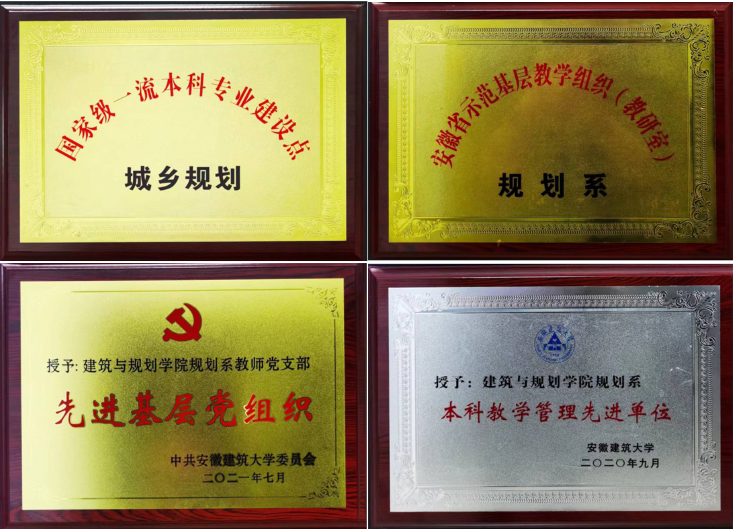 国家级一流本科专业建设点
城乡规划
安徽省示范基层教学组织（教研室）
规划系
授予:建筑与规划学院规划系教师党支部
先进基层党组织
中共安徽建筑大学委员会
二〇二一年七月
授予：建筑与规划学院规划系
本科教学管理先进单位
安徽建筑大学
二〇二〇年九月